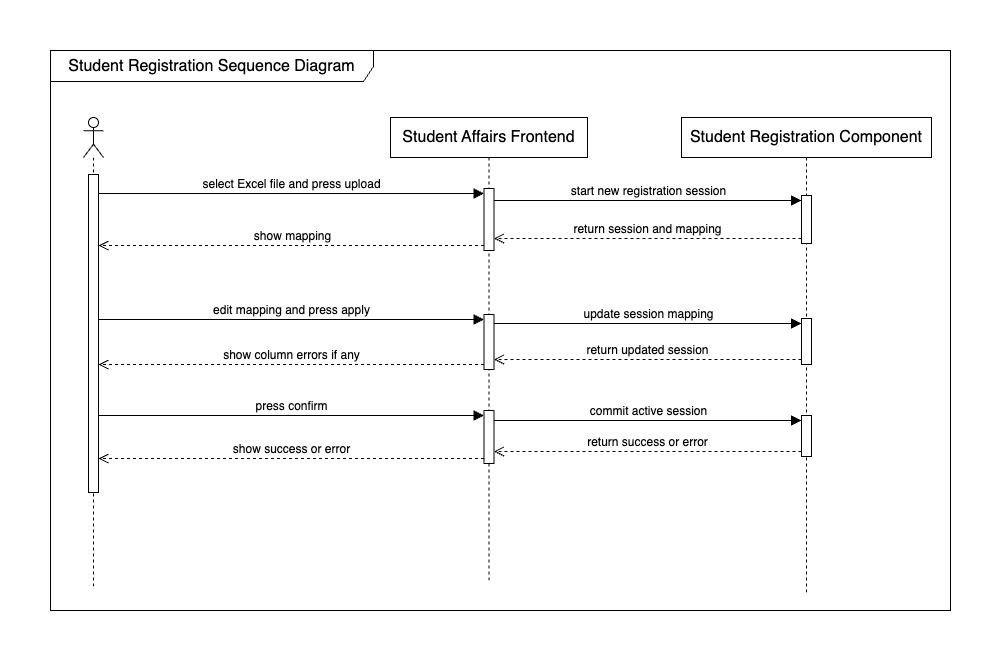 Student Registration Sequence Diagram
Student Affairs Frontend
Student Registration Component
select Excel file and press upload
start new registration session
return session and mapping
show mapping
edit mapping and press apply
update session mapping
return updated session
show column errors if any
press confirm
commit active session
return success or error
show success or error